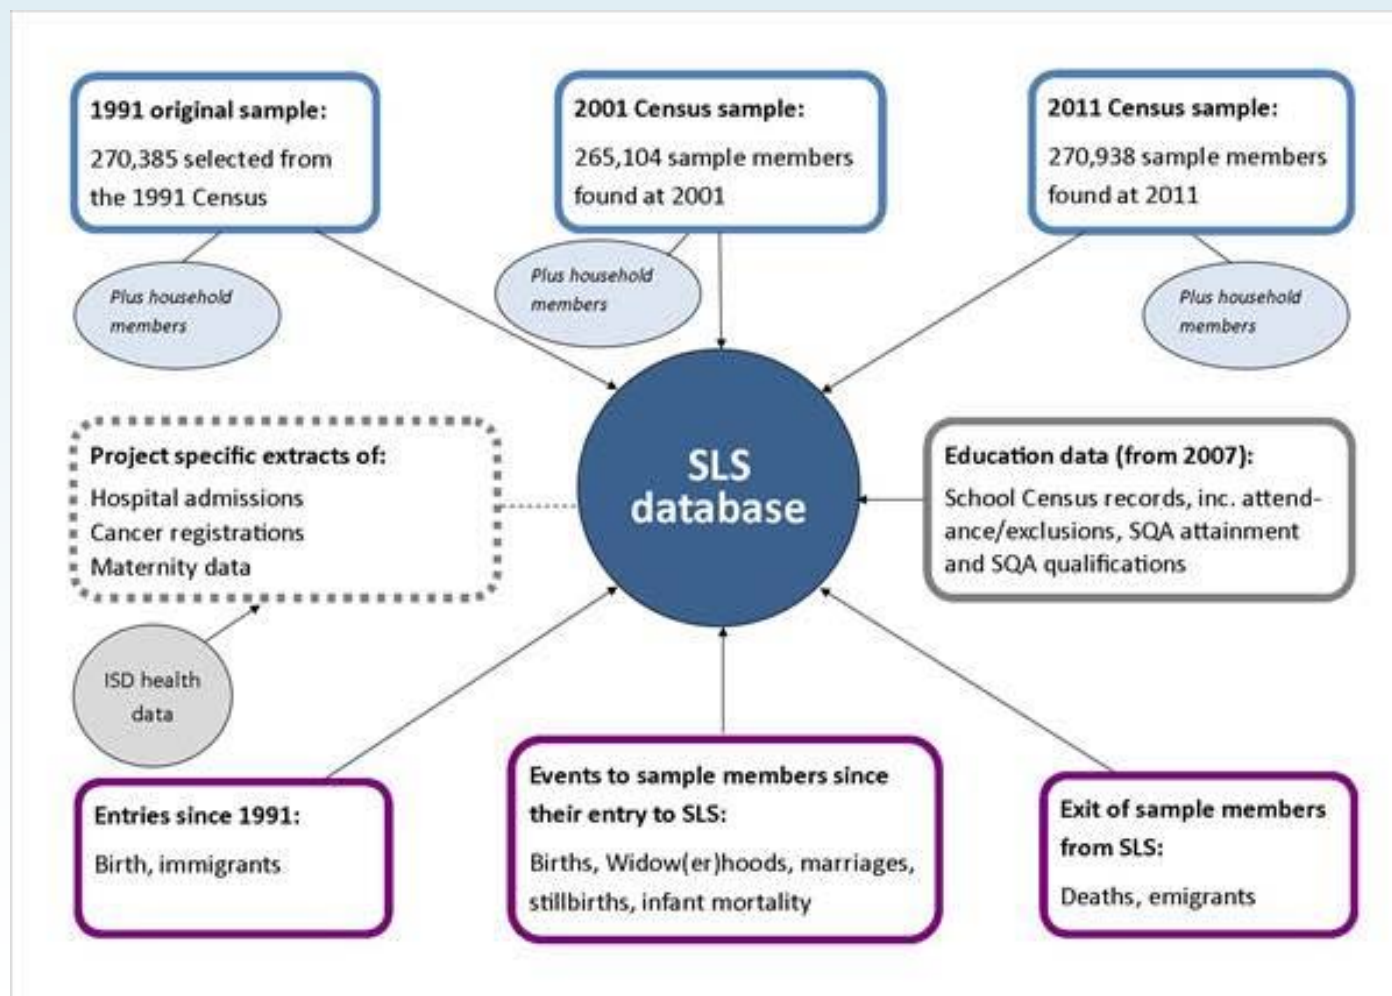 1991 original sample:
270,385 selected from
the 1991 Census
2001 Census sample:
265,104 sample members
found at 2001
2011 Census sample:
270,938 sample members
found at 2011
Plus household
members
Plus household
members
Plus household
members
Project specific extracts of:
Hospital admissions
Cancer registrations
Maternity data
SLS
database
Education data (from 2007):
School Census records, inc. attend-
ance/exclusions, SQA attainment
and SQA qualifications
ISD health
data
Entries since 1991:
Birth, immigrants
Events to sample members since
their entry to SLS:
Births, Widow(er)hoods, marriages,
stillbirths, infant mortality
Exit of sample members
from SLS:
Deaths, emigrants